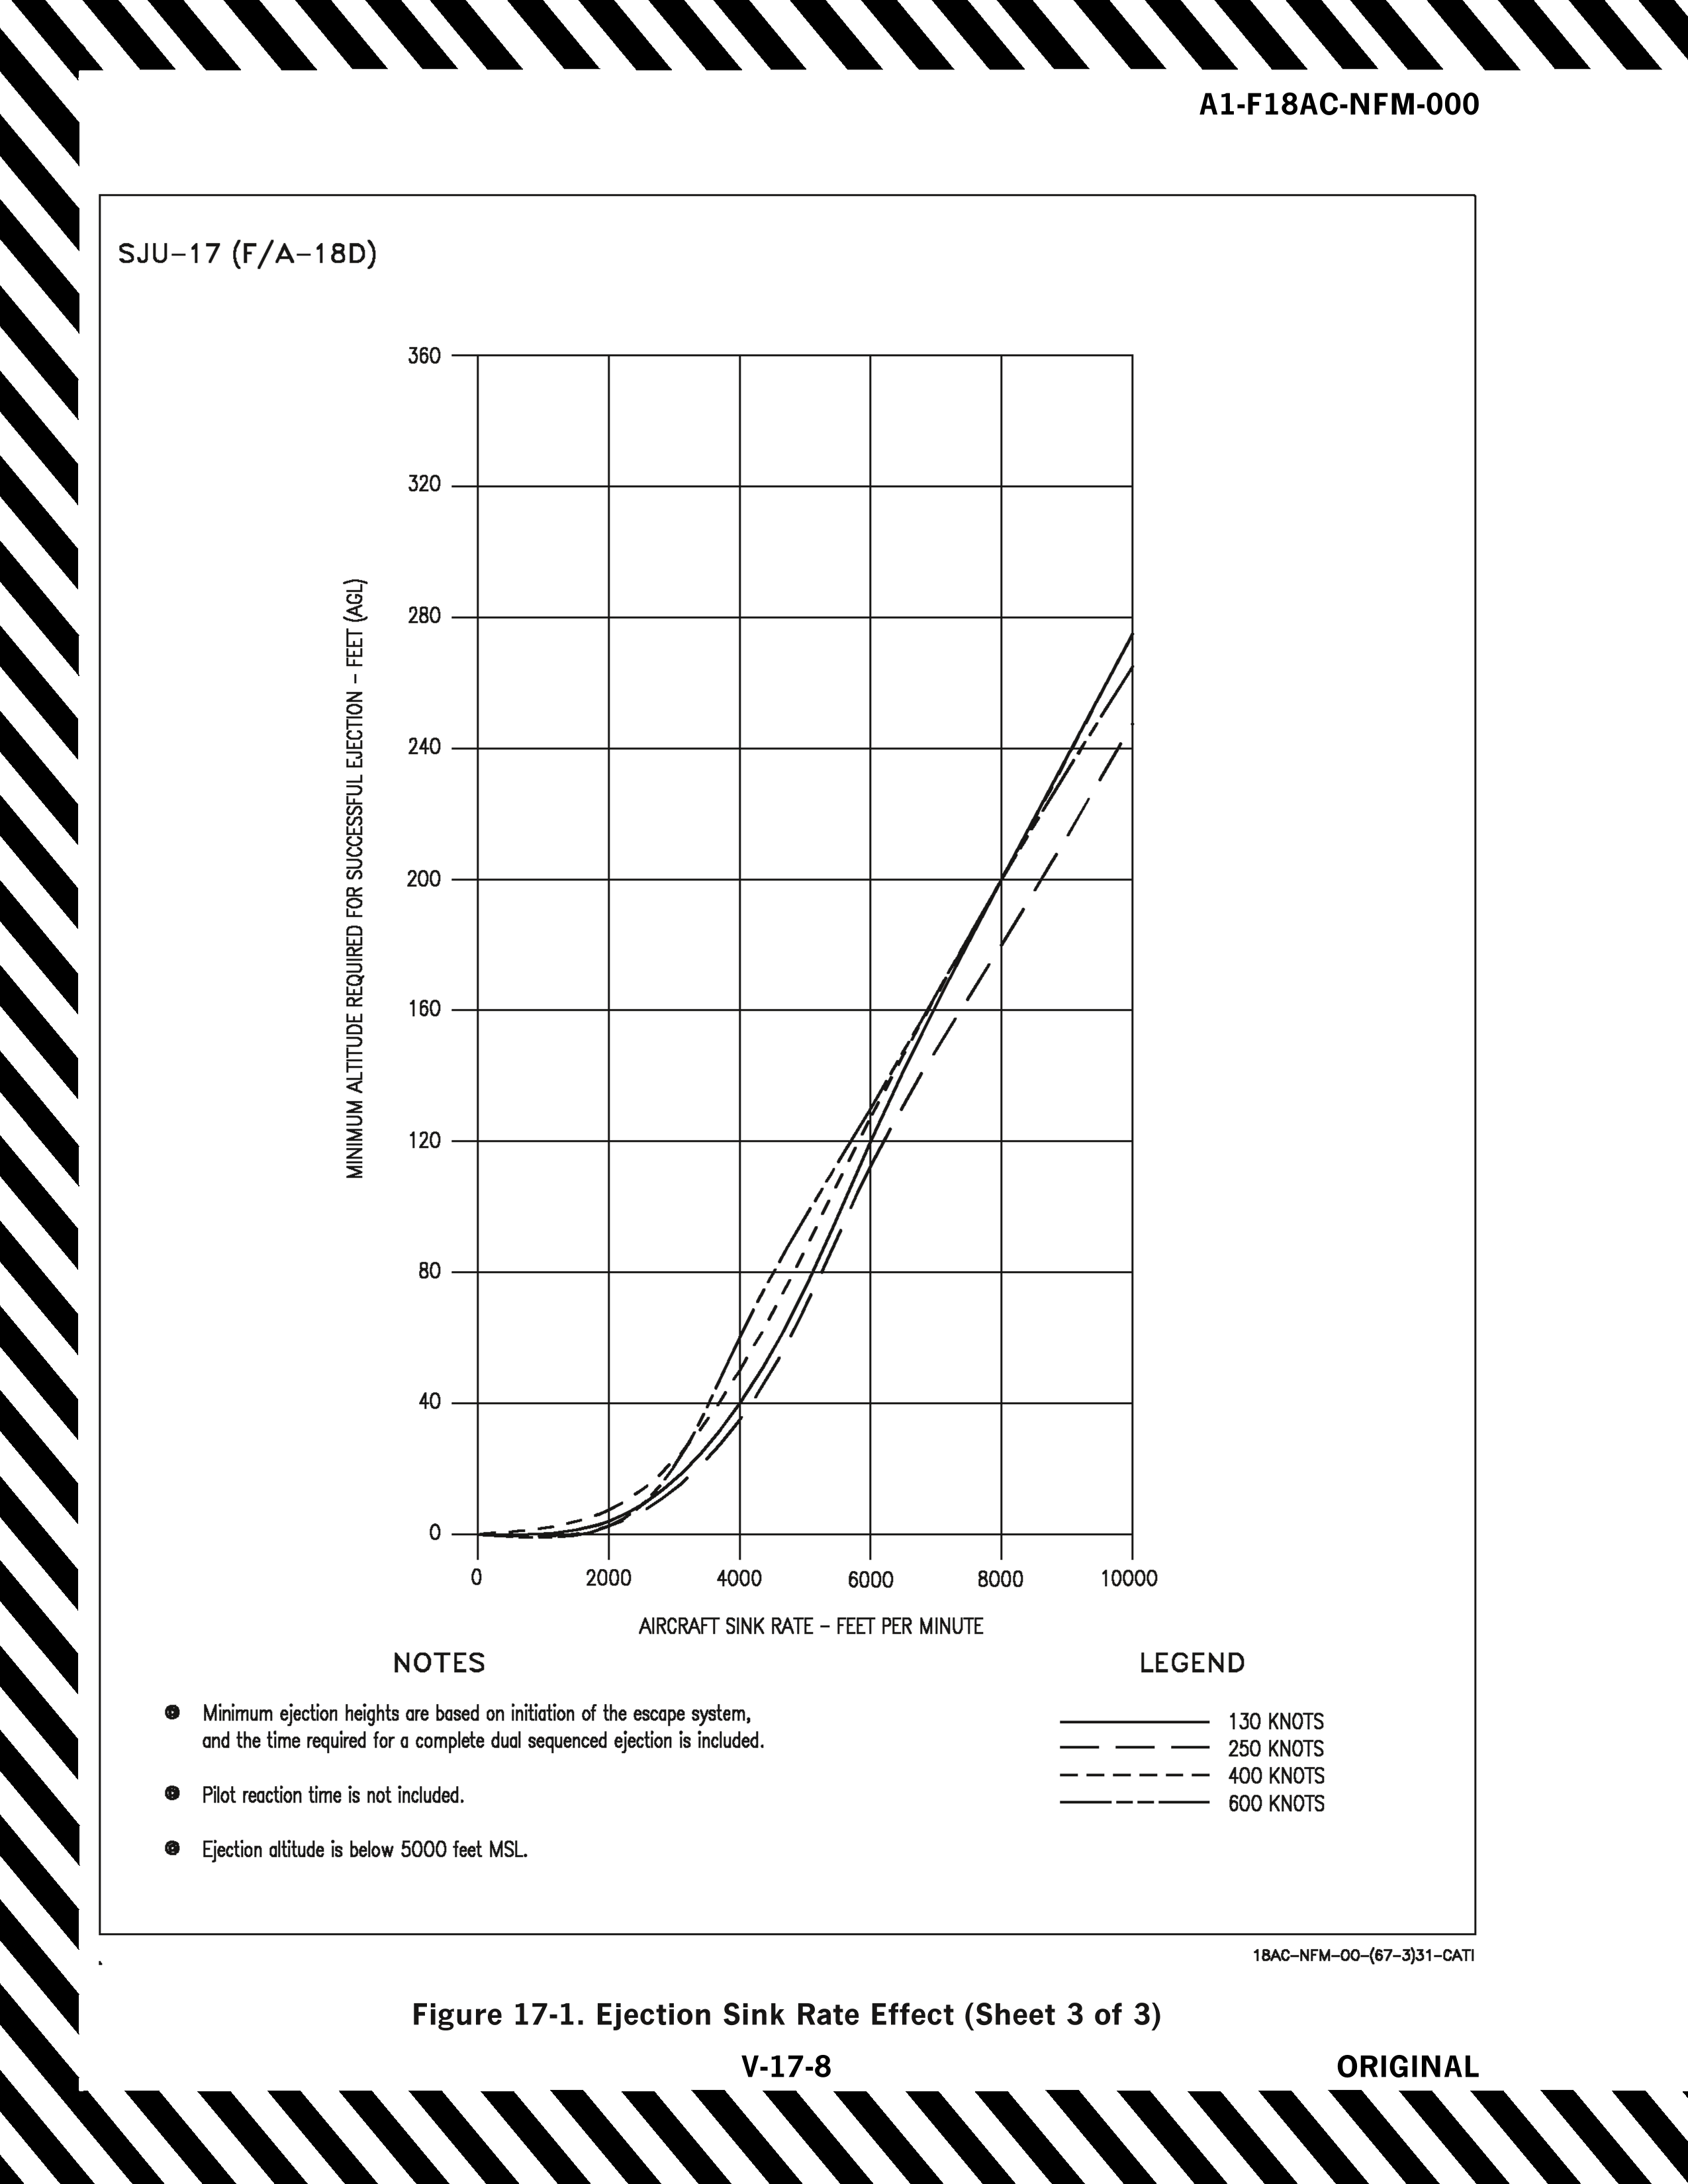 A1-F18AC-NFM-000
SJU-17 (F/A-18D)
MINIMUM ALTITUDE REQUIRED FOR SUCCESSFUL EJECTION - FEET (AGL)
360
320
280
240
200
160
120
80
40
0
0 2000 4000 6000 8000 10000
AIRCRAFT SINK RATE - FEET PER MINUTE
NOTES
Minimum ejection heights are based on initiation of the escape system,
and the time required for a complete dual sequenced ejection is included.
Pilot reaction time is not included.
Ejection altitude is below 5000 feet MSL.
LEGEND
130 KNOTS
250 KNOTS
400 KNOTS
600 KNOTS
18AC-NFM-00-(67-3)31-CATI
Figure 17-1. Ejection Sink Rate Effect (Sheet 3 of 3)
V-17-8
ORIGINAL